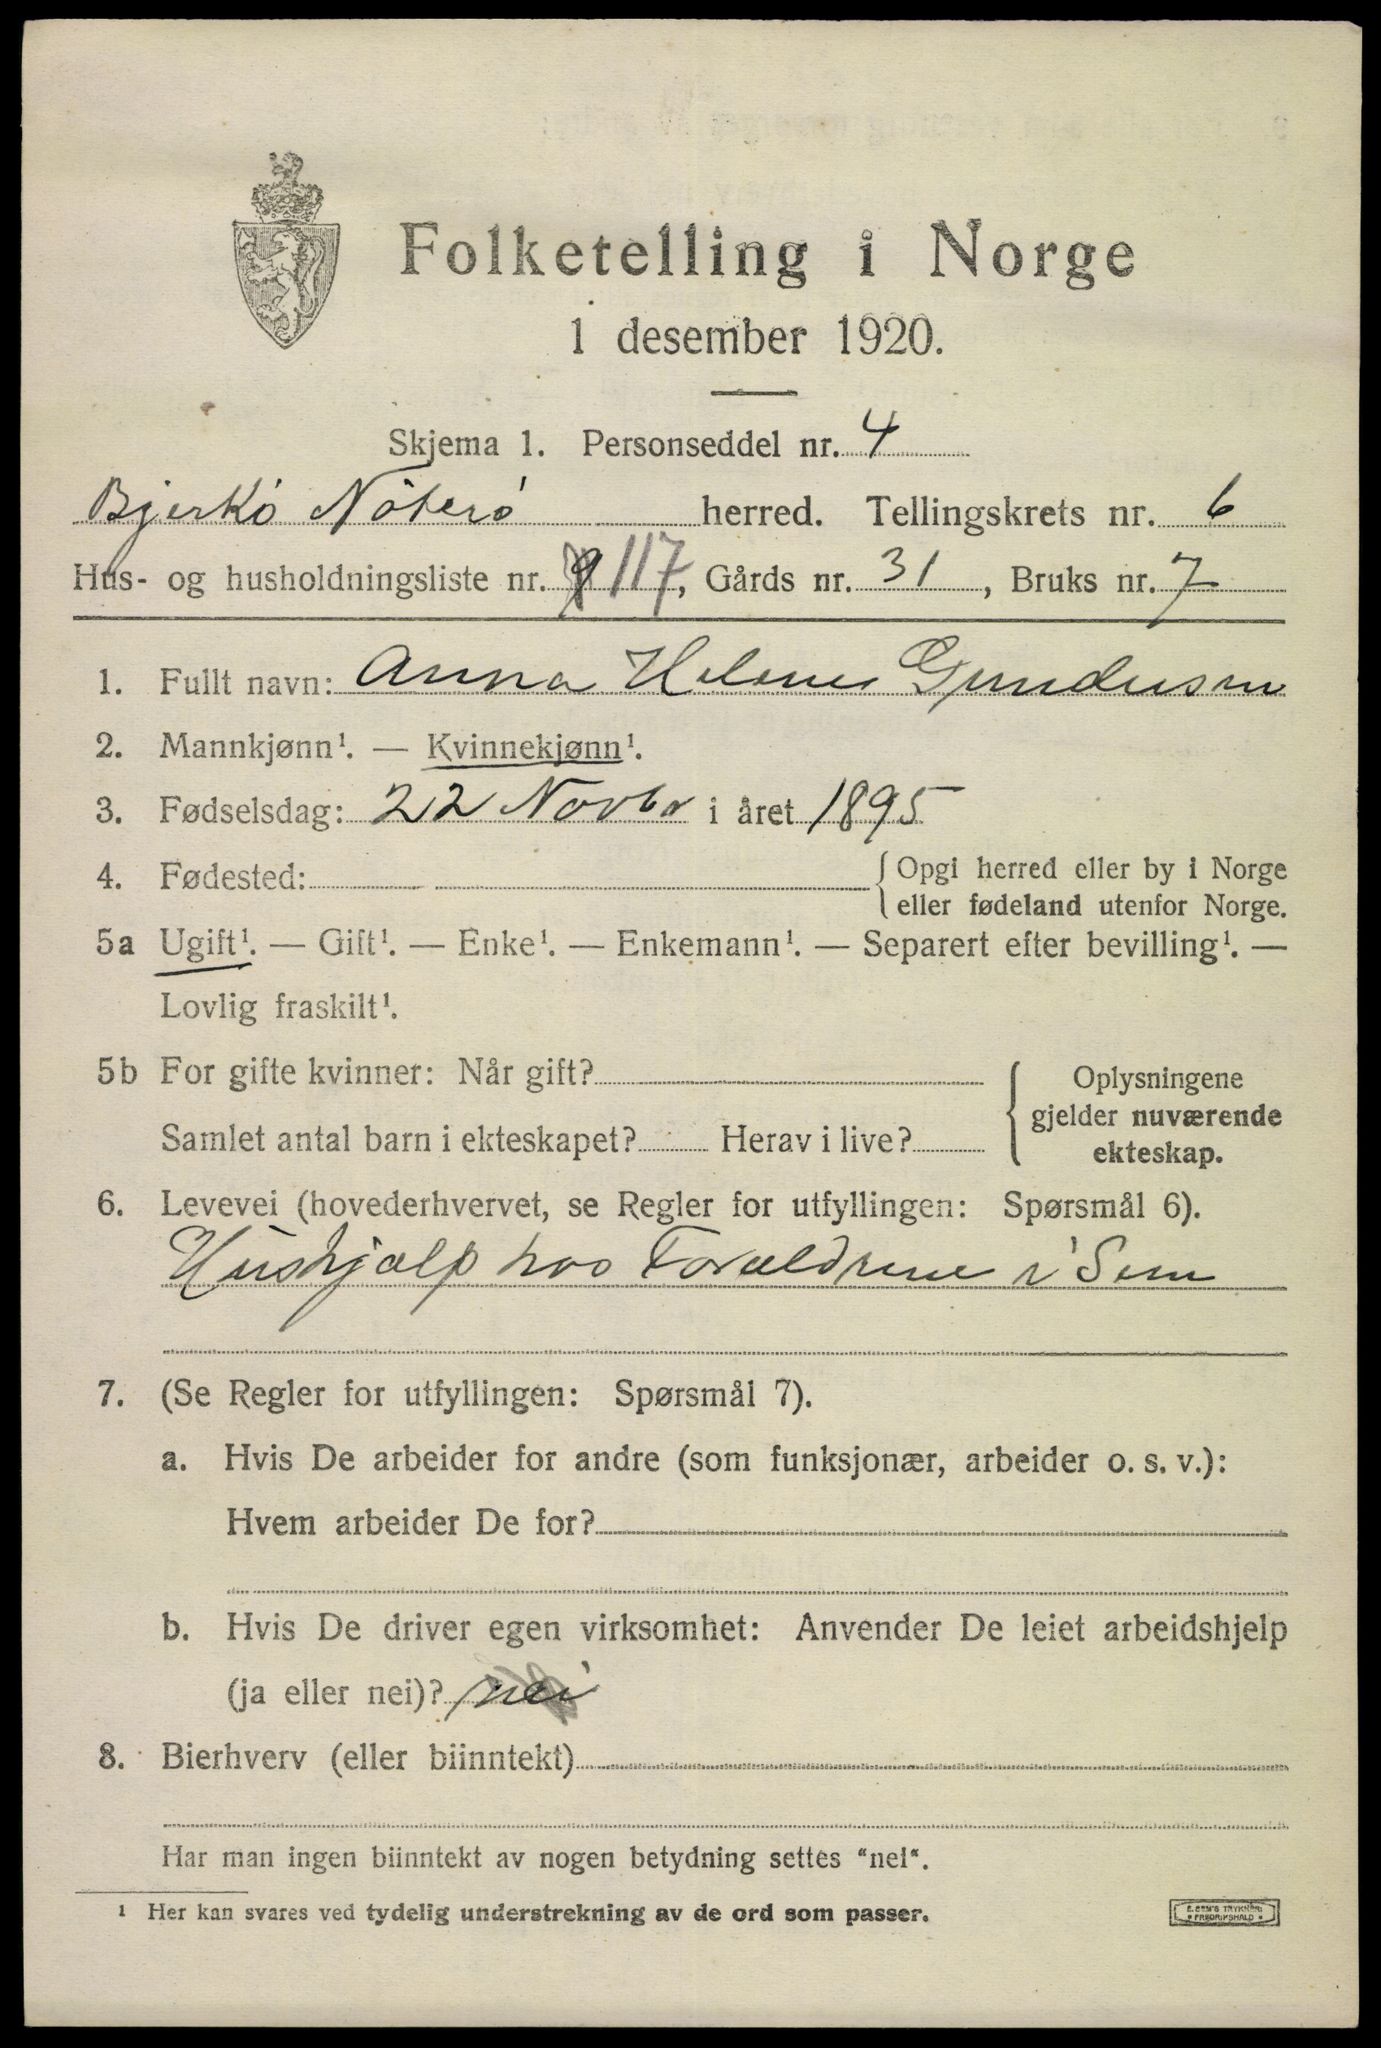 Folketelling i Norge
1 desember 1920.
Skjema 1. Personseddel nr. 4
Bjerkö Nöterö herred. Tellingskrets nr. 6
Hus- og husholdningsliste nr. 117, Gårds nr. 31, Bruks nr. 7
1. Fullt navn: Anna Helene Gundersen
2. Mannkjønn¹. — Kvinnekjønn¹.
3. Fødselsdag: 22 Novbr i året 1895
4. Fødested: { Opgi herred eller by i Norge
eller fødeland utenfor Norge.
5a Ugift¹. — Gift¹. — Enke¹. — Enkemann¹. — Separert efter bevilling¹. —
Lovlig fraskilt¹.
5b For gifte kvinner: Når gift? { Oplysningene
gjelder nuværende
Samlet antal barn i ekteskapet? Herav i live? ekteskap.
6. Levevei (hovederhvervet, se Regler for utfyllingen: Spørsmål 6).
Hushjælp hos Forældrene i Sem
7. (Se Regler for utfyllingen: Spørsmål 7).
a. Hvis De arbeider for andre (som funksjonær, arbeider o. s. v.):
Hvem arbeider De for?
b. Hvis De driver egen virksomhet: Anvender De leiet arbeidshjelp
(ja eller nei)? nei
8. Bierhverv (eller biinntekt)
Har man ingen biinntekt av nogen betydning settes "nei".
¹ Her kan svares ved tydelig understrekning av de ord som passer.
E. SEM'S TRYKKERI
FREDRIKSHALD